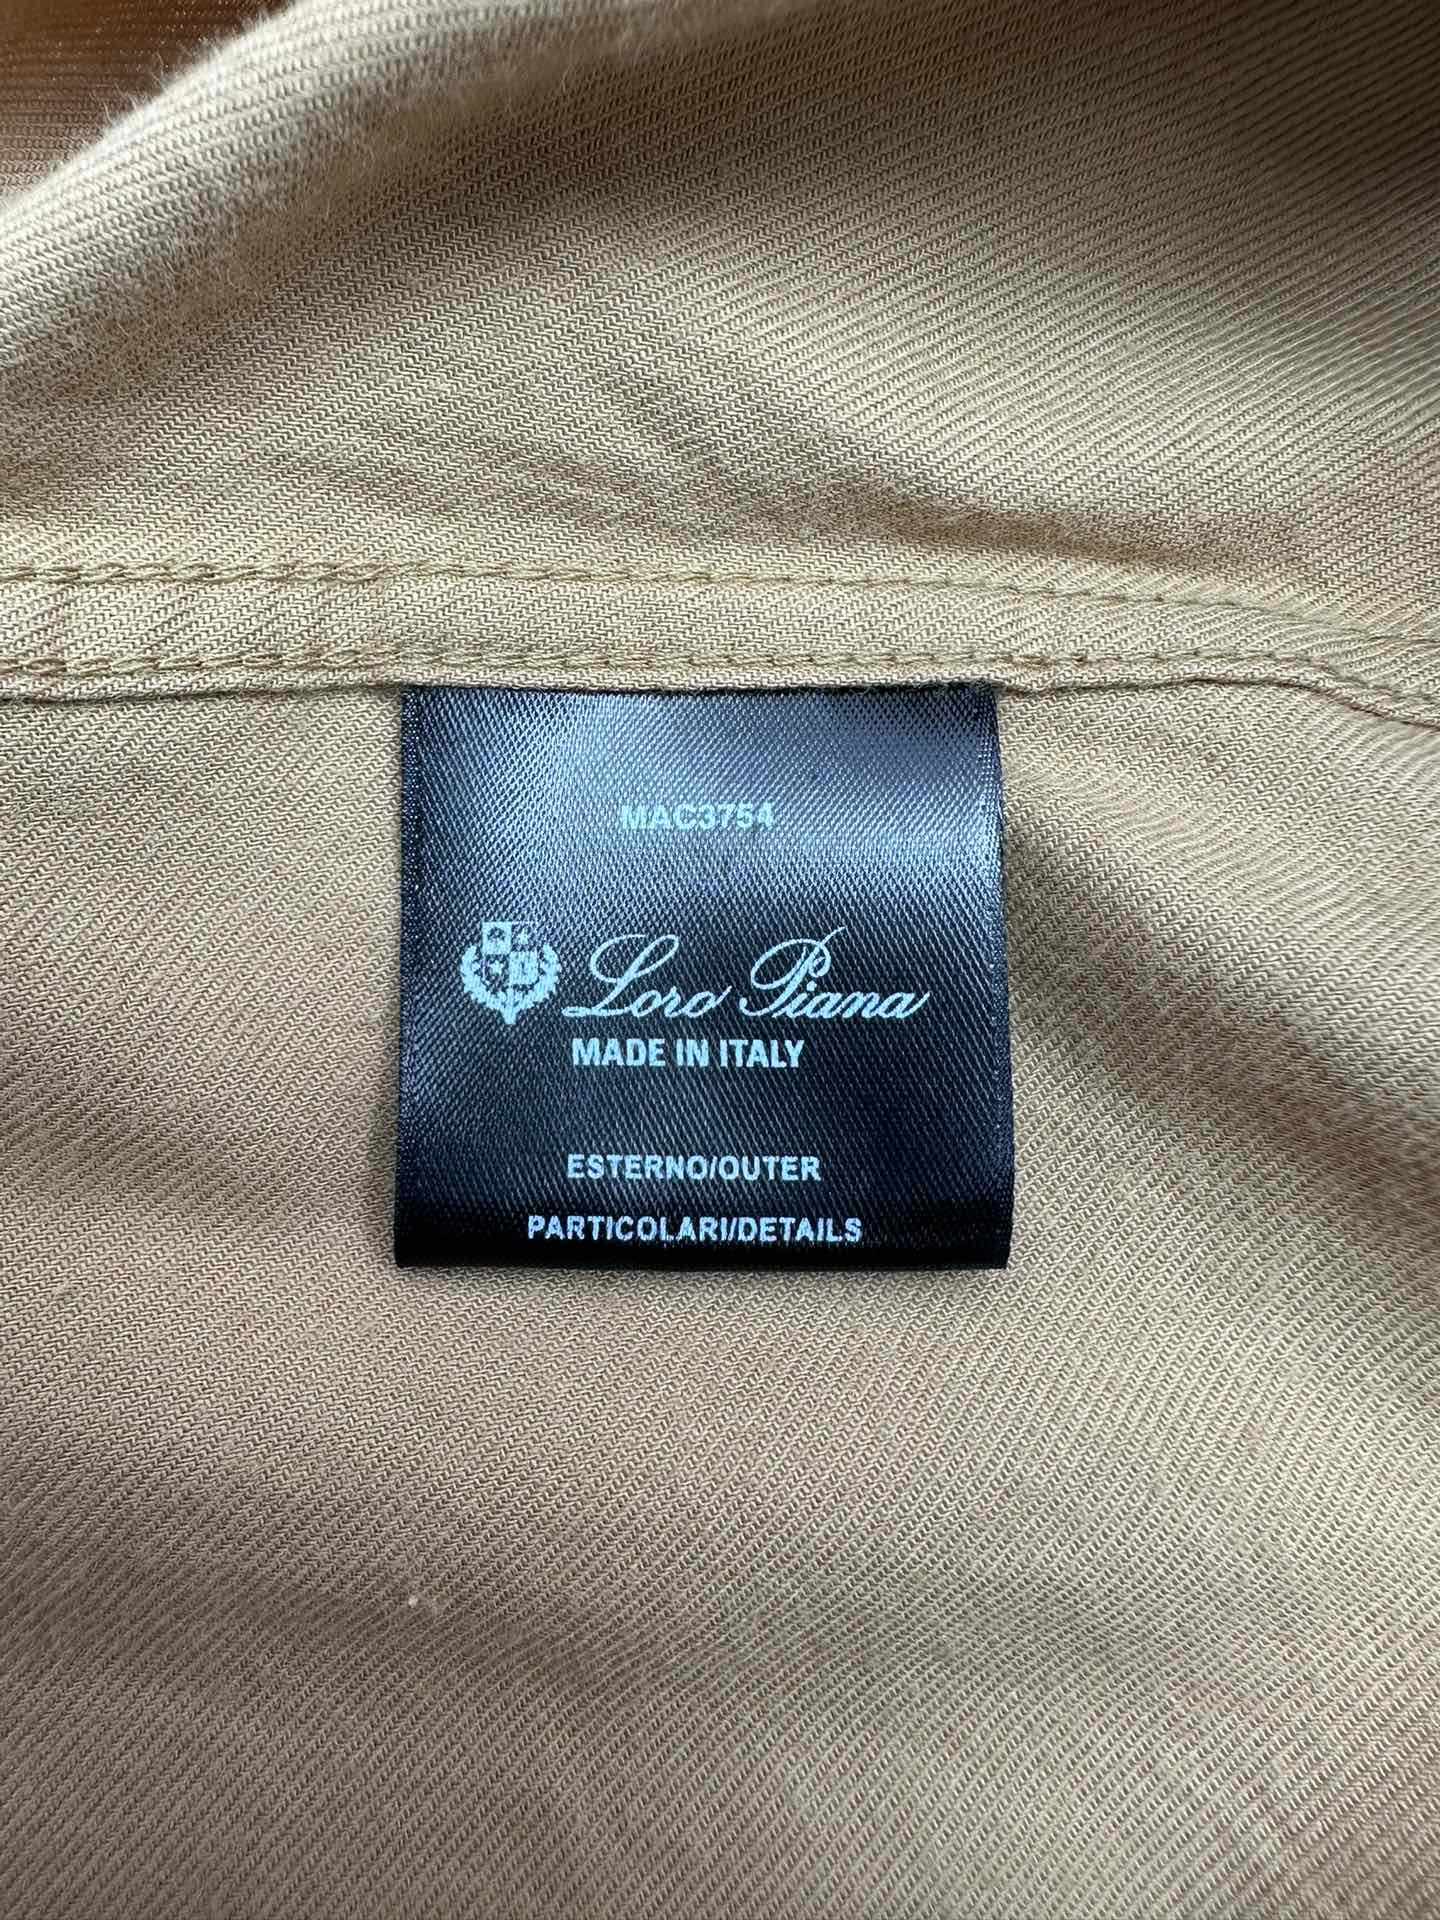 MAC3754
Loro Piana
MADE IN ITALY
ESTERNO/OUTER
PARTICOLARI/DETAILS